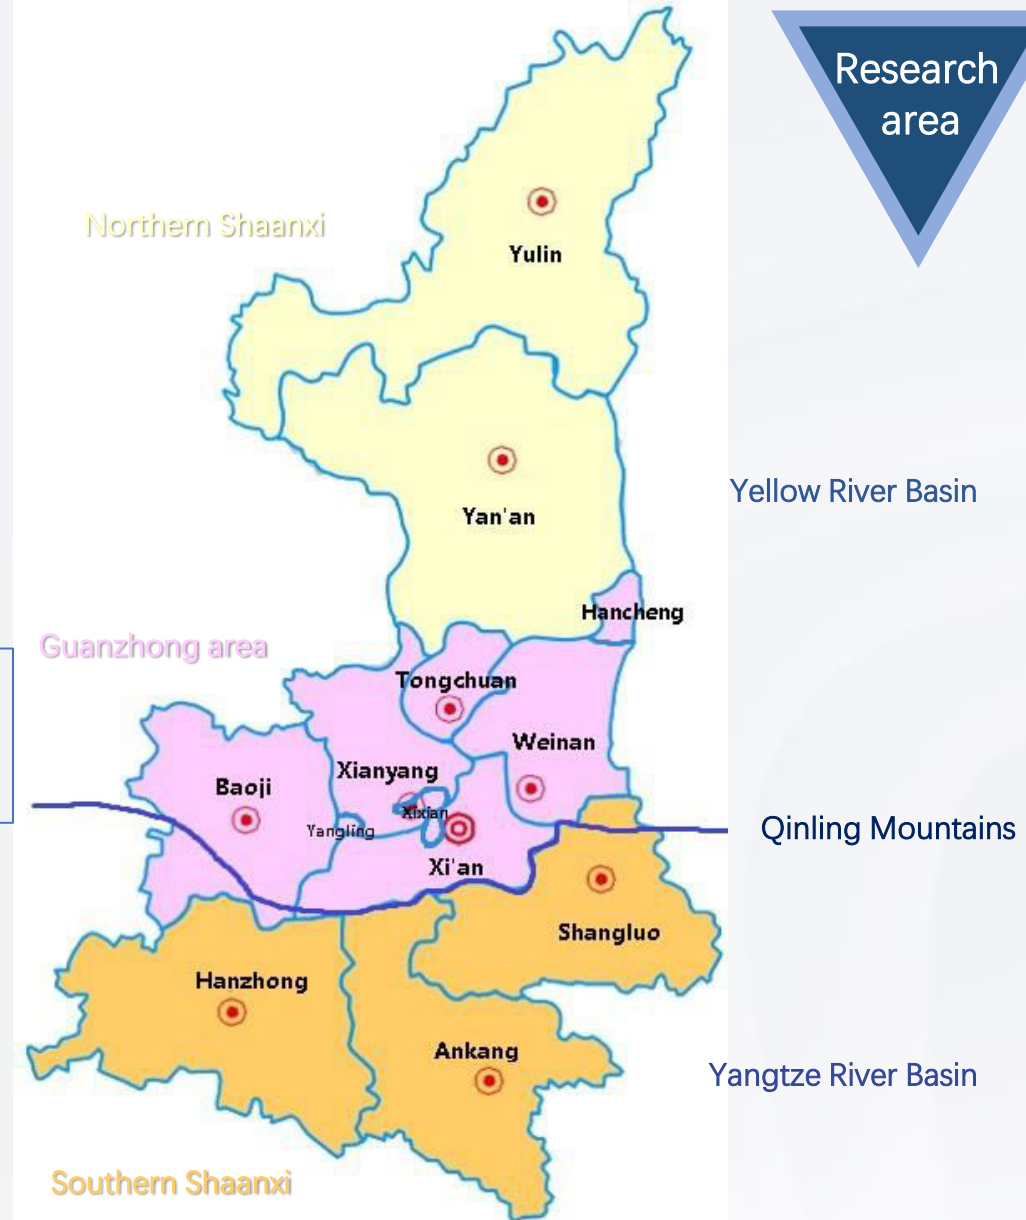 Research
area
Northern Shaanxi
Yulin
Yellow River Basin
Yan'an
Hancheng
Guanzhong area
Tongchuan
Weinan
Xianyang
Baoji
Xixian
Yangling
Qinling Mountains
Xi'an
Shangluo
Hanzhong
Ankang
Yangtze River Basin
Southern Shaanxi